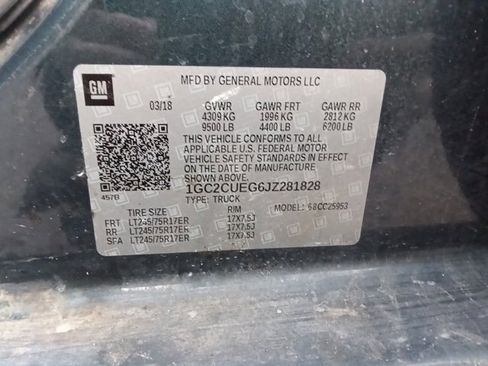 GM
MFD BY GENERAL MOTORS LLC
03/18 GVWR GAWR FRT GAWR RR
4309 KG 1996 KG 2812 KG
9500 LB 4400 LB 6200 LB
THIS VEHICLE CONFORMS TO ALL
APPLICABLE U.S. FEDERAL MOTOR
VEHICLE SAFETY STANDARDS IN EFFECT
ON THE DATE OF MANUFACTURE
SHOWN ABOVE.
1GC2CUEG6JZ281828
457B TYPE: TRUCK
TIRE SIZE RIM MODEL:
FRT LT245/75R17ER 17X7.5J
RR LT245/75R17ER 17X7.5J
SFA LT245/75R17ER 17X7.5J